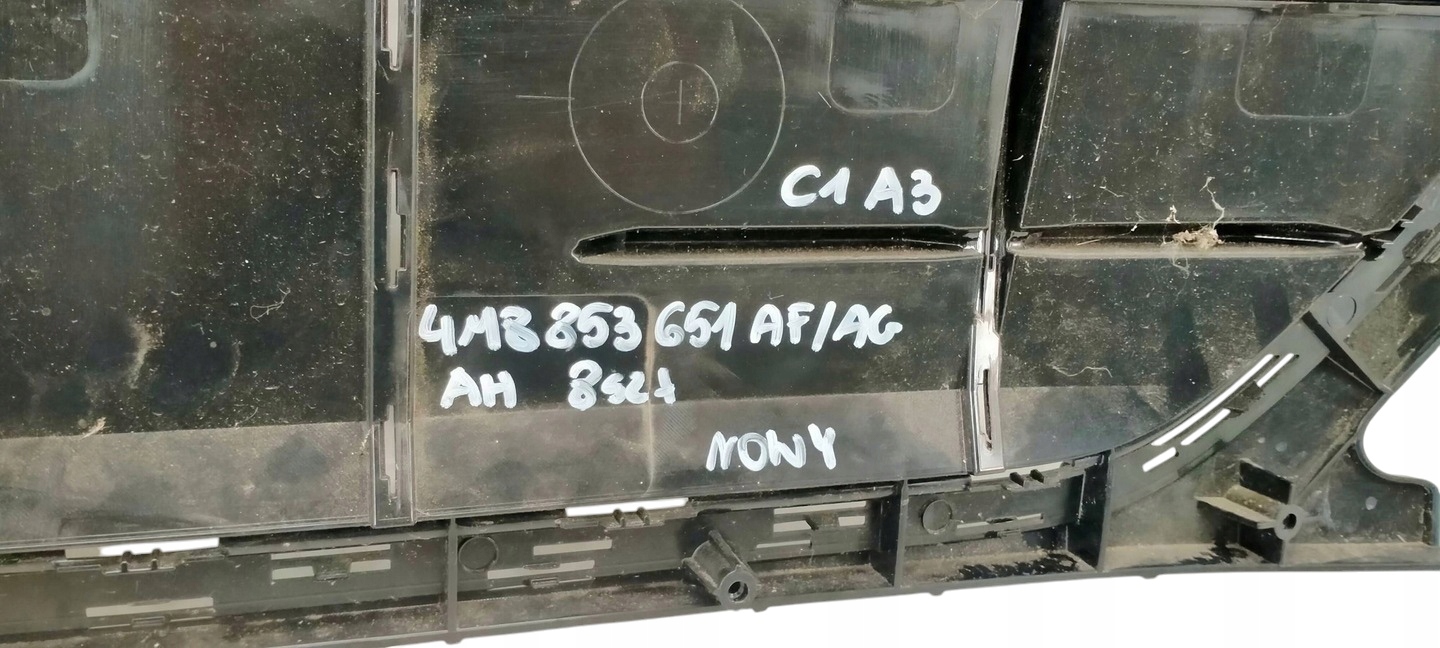 C1 A3
4M8 853 651 AF/AG
AH 8szt
NOWY